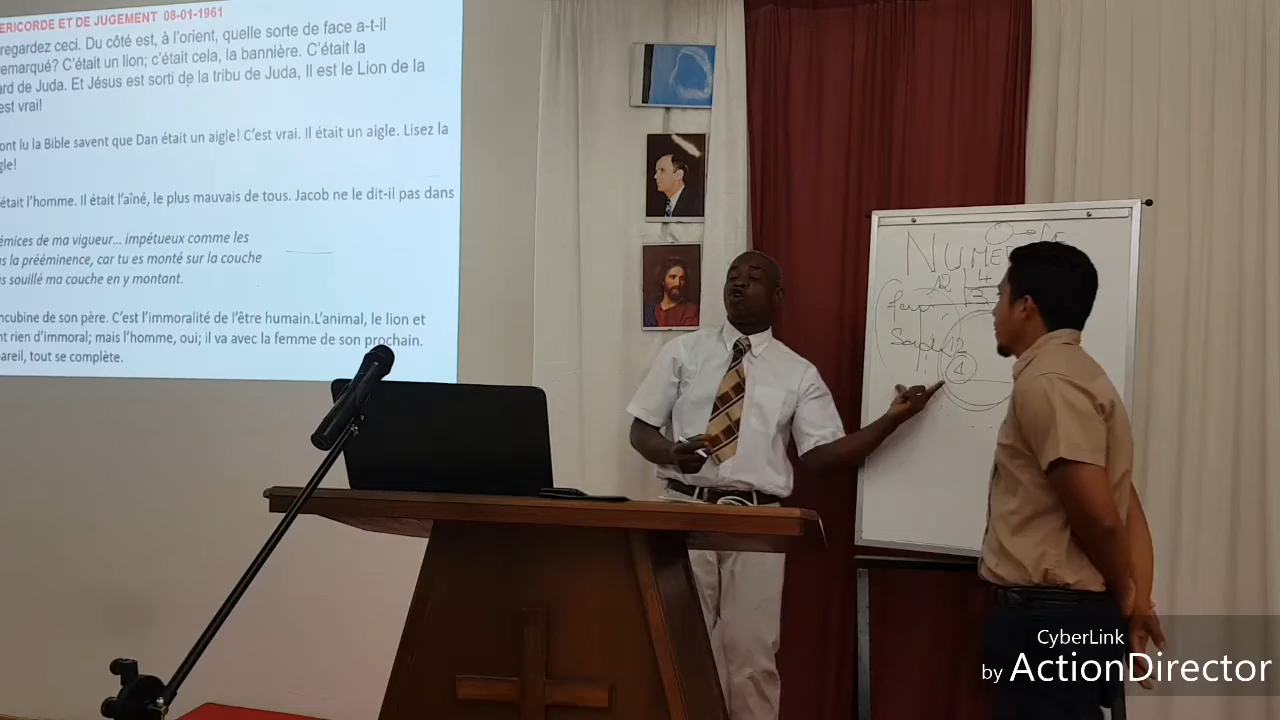 ERICORDE ET DE JUGEMENT 08-01-1961
regardez ceci. Du côté est, à l'orient, quelle sorte de face a-t-il
emarqué? C'était un lion; c'était cela, la bannière. C'était la
ard de Juda. Et Jésus est sorti de la tribu de Juda, Il est le Lion de la
est vrai!
ont lu la Bible savent que Dan était un aigle! C'est vrai. Il était un aigle. Lisez la
gle!
était l'homme. Il était l'aîné, le plus mauvais de tous. Jacob ne le dit-il pas dans
émices de ma vigueur... impétueux comme les
s la prééminence, car tu es monté sur la couche
s souillé ma couche en y montant.
ncubine de son père. C'est l'immoralité de l'être humain.L'animal, le lion et
nt rien d'immoral; mais l'homme, oui; il va avec la femme de son prochain.
areil, tout se complète.
NUME
12 4
3
12
4
CyberLink
by ActionDirector